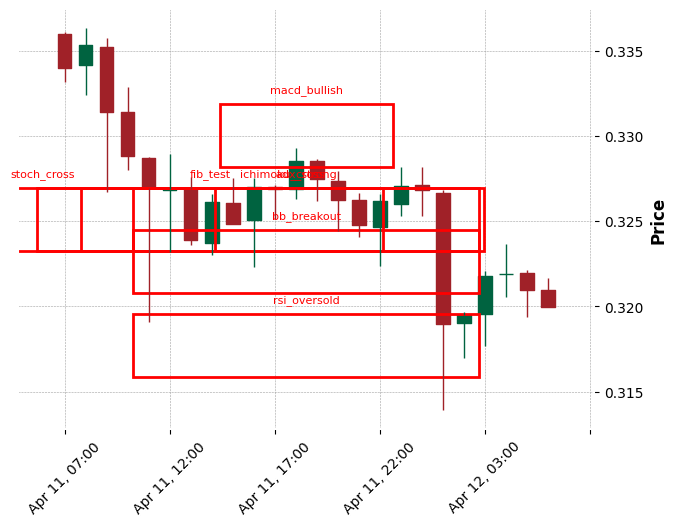 macd_bullish
stoch_cross
fib_test
bb_breakout
rsi_oversold
0.335
0.330
0.325
0.320
0.315
Price
Apr 11, 07:00
Apr 11, 12:00
Apr 11, 17:00
Apr 11, 22:00
Apr 12, 03:00